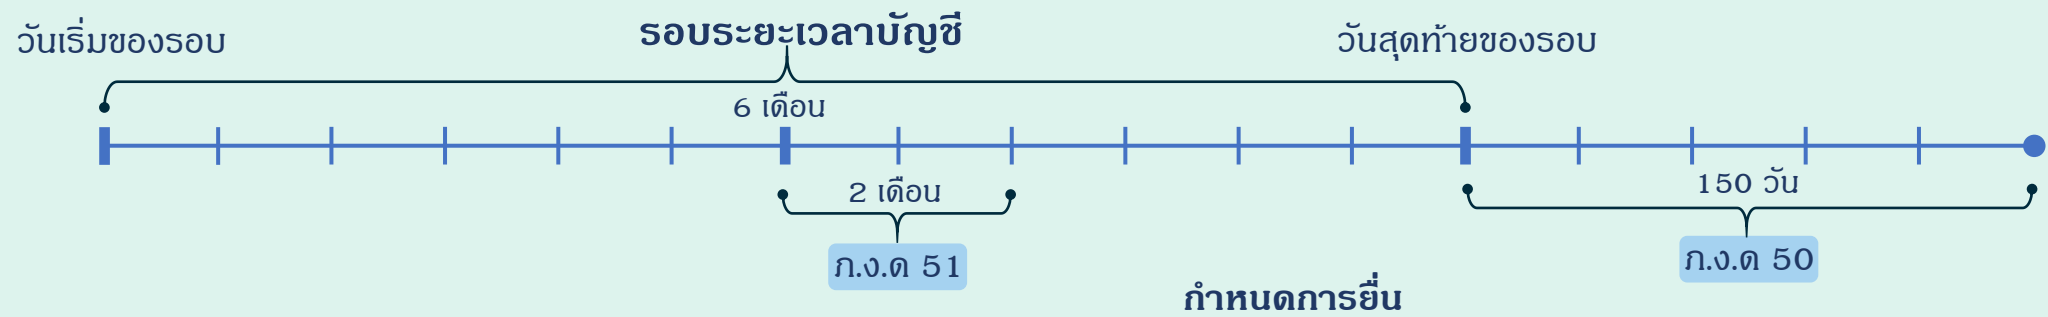 วันเริ่มของรอบ
รอบระยะเวลาบัญชี
วันสุดท้ายของรอบ
6 เดือน
2 เดือน
150 วัน
ภ.ง.ด 51
ภ.ง.ด 50
กำหนดการยื่น